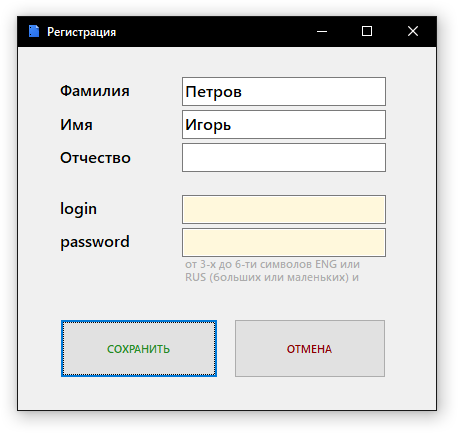 Регистрация
Фамилия Петров
Имя Игорь
Отчество
login
password
от 3-х до 6-ти символов ENG или
RUS (больших или маленьких) и
СОХРАНИТЬ ОТМЕНА